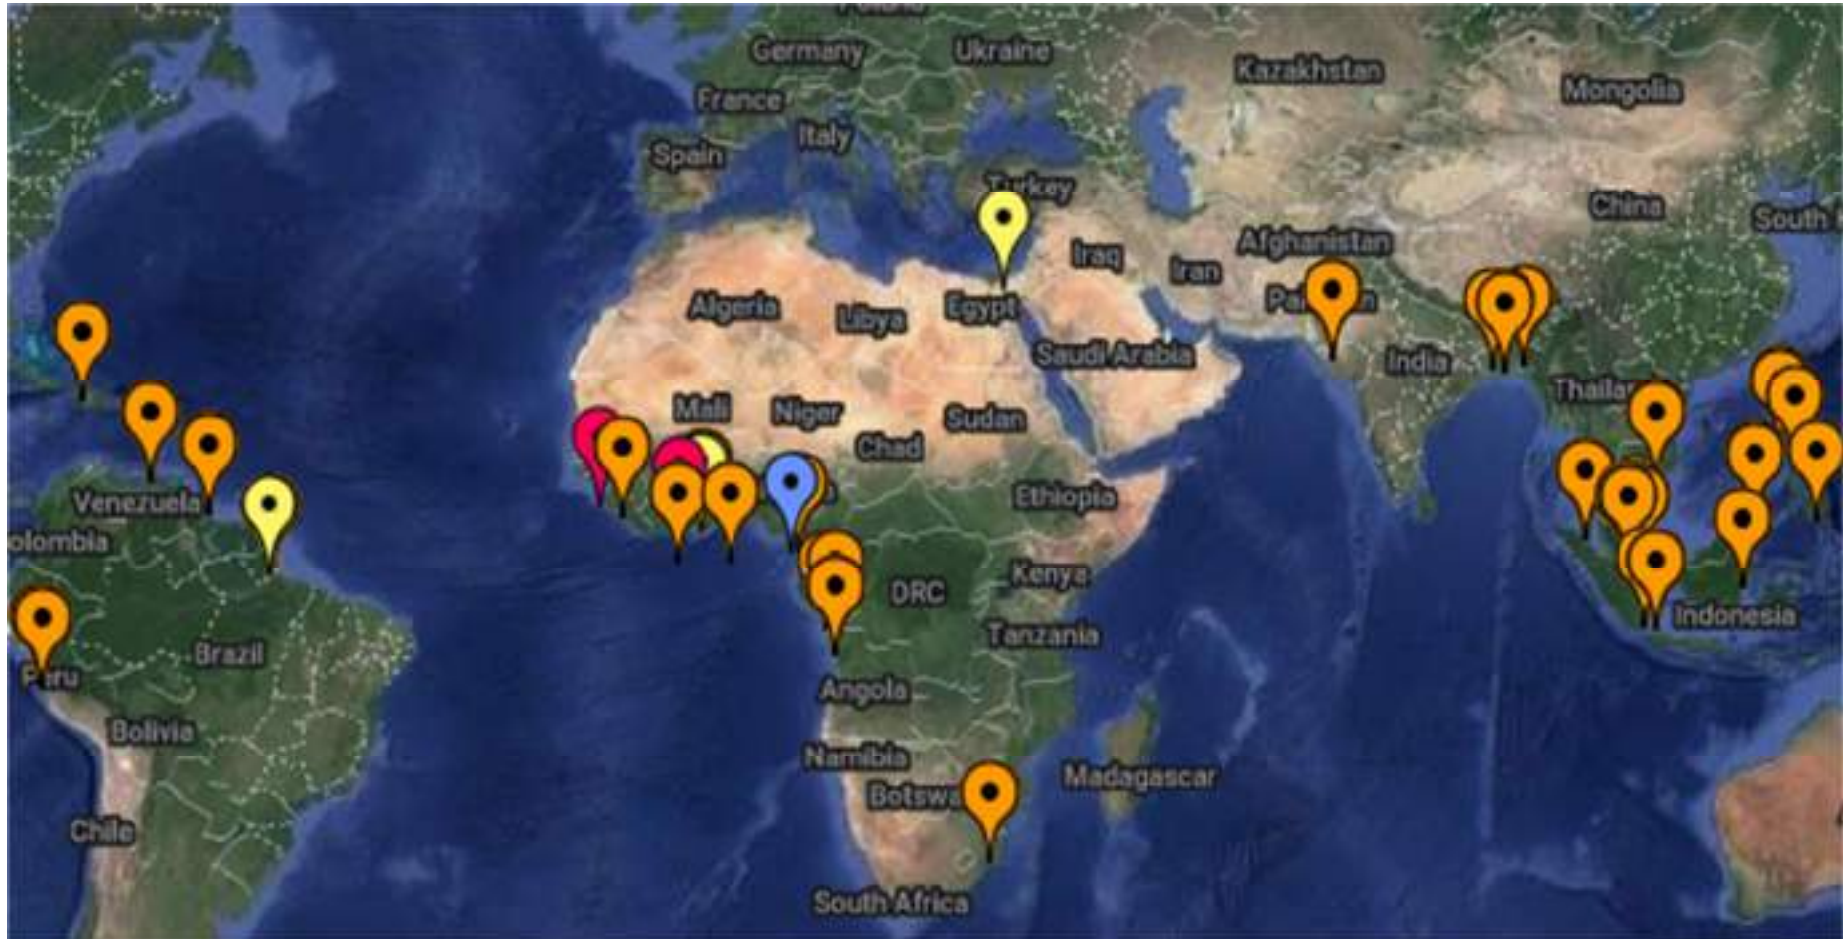 Poland
Germany
Ukraine
Kazakhstan
Mongolia
France
Italy
Spain
Turkey
China
South
Afghanistan
Iraq
Iran
Algeria
Libya
Egypt
Saudi Arabia
India
Mali
Niger
Sudan
Chad
Ethiopia
Venezuela
olombia
DRC
Kenya
Indonesia
Tanzania
Brazil
Angola
Bolivia
Namibia
Madagascar
Botswa
Chile
South Africa